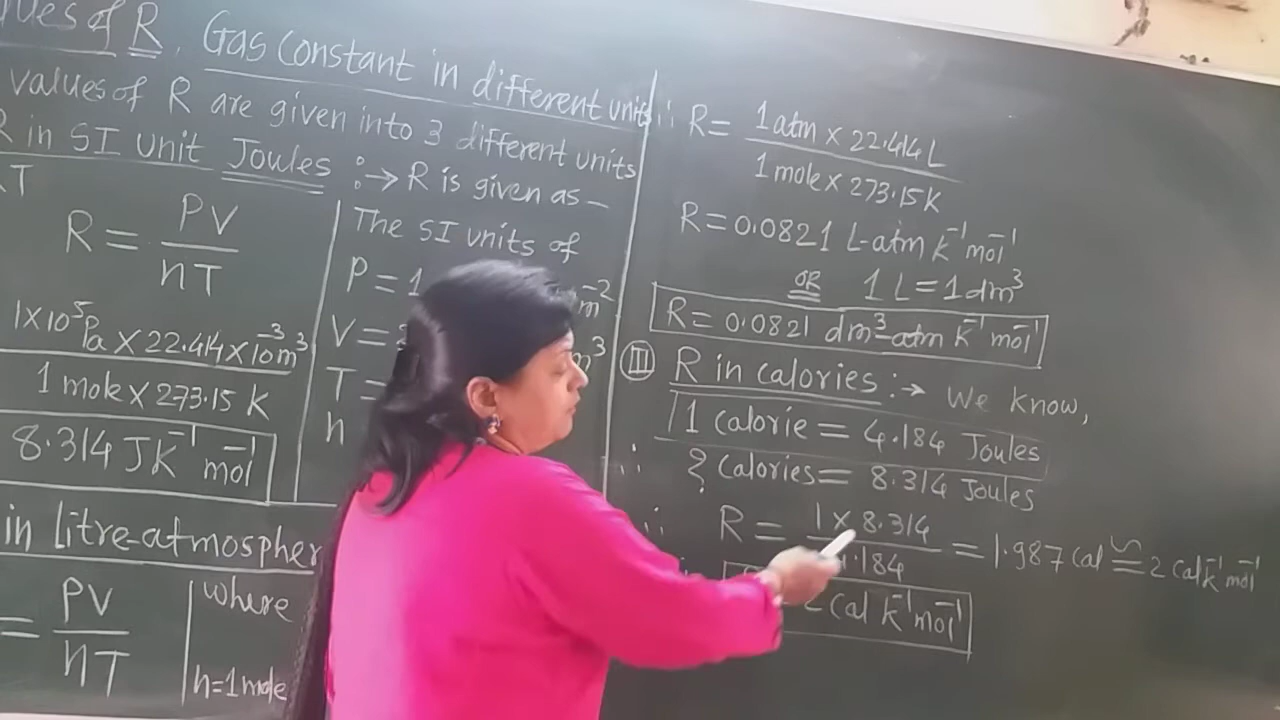 ues of R, Gas Constant in different units
values of R are given into 3 different units
R in SI unit Joules :→ R is given as —
T
R = PV / nT
The SI units of
P = 1 m⁻²
V = m³
T =
n
1×10⁵ Pa × 22.414×10⁻³ m³
1 mole × 273.15 K
8.314 J K⁻¹ mol⁻¹
in Litre-atmospher
= PV / nT
where
n=1 mole
∴ R = 1 atm × 22.414 L
1 mole × 273.15 K
R = 0.0821 L-atm K⁻¹ mol⁻¹
OR 1 L = 1 dm³
R = 0.0821 dm³-atm K⁻¹ mol⁻¹
III R in calories :→ We know,
1 calorie = 4.184 Joules
∴ ? Calories = 8.314 Joules
∴ R = 1 × 8.314 / .184 = 1.987 Cal ≃ 2 Cal K⁻¹ mol⁻¹
2 Cal K⁻¹ mol⁻¹